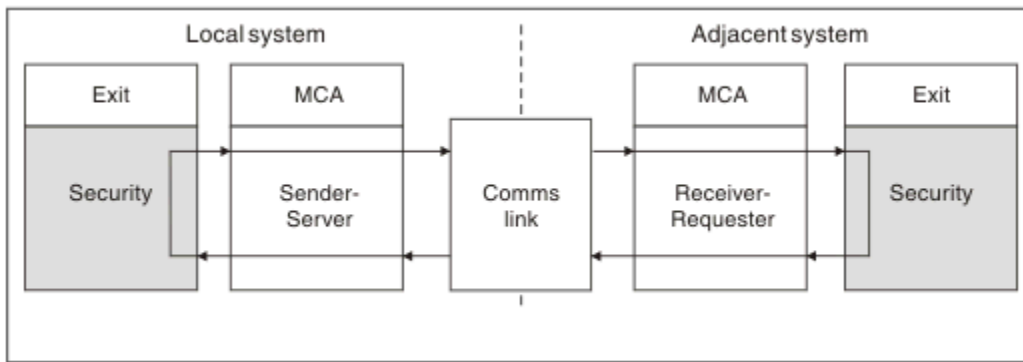 Local system
Adjacent system
Exit
MCA
MCA
Exit
Security
Sender-
Server
Comms
link
Receiver-
Requester
Security